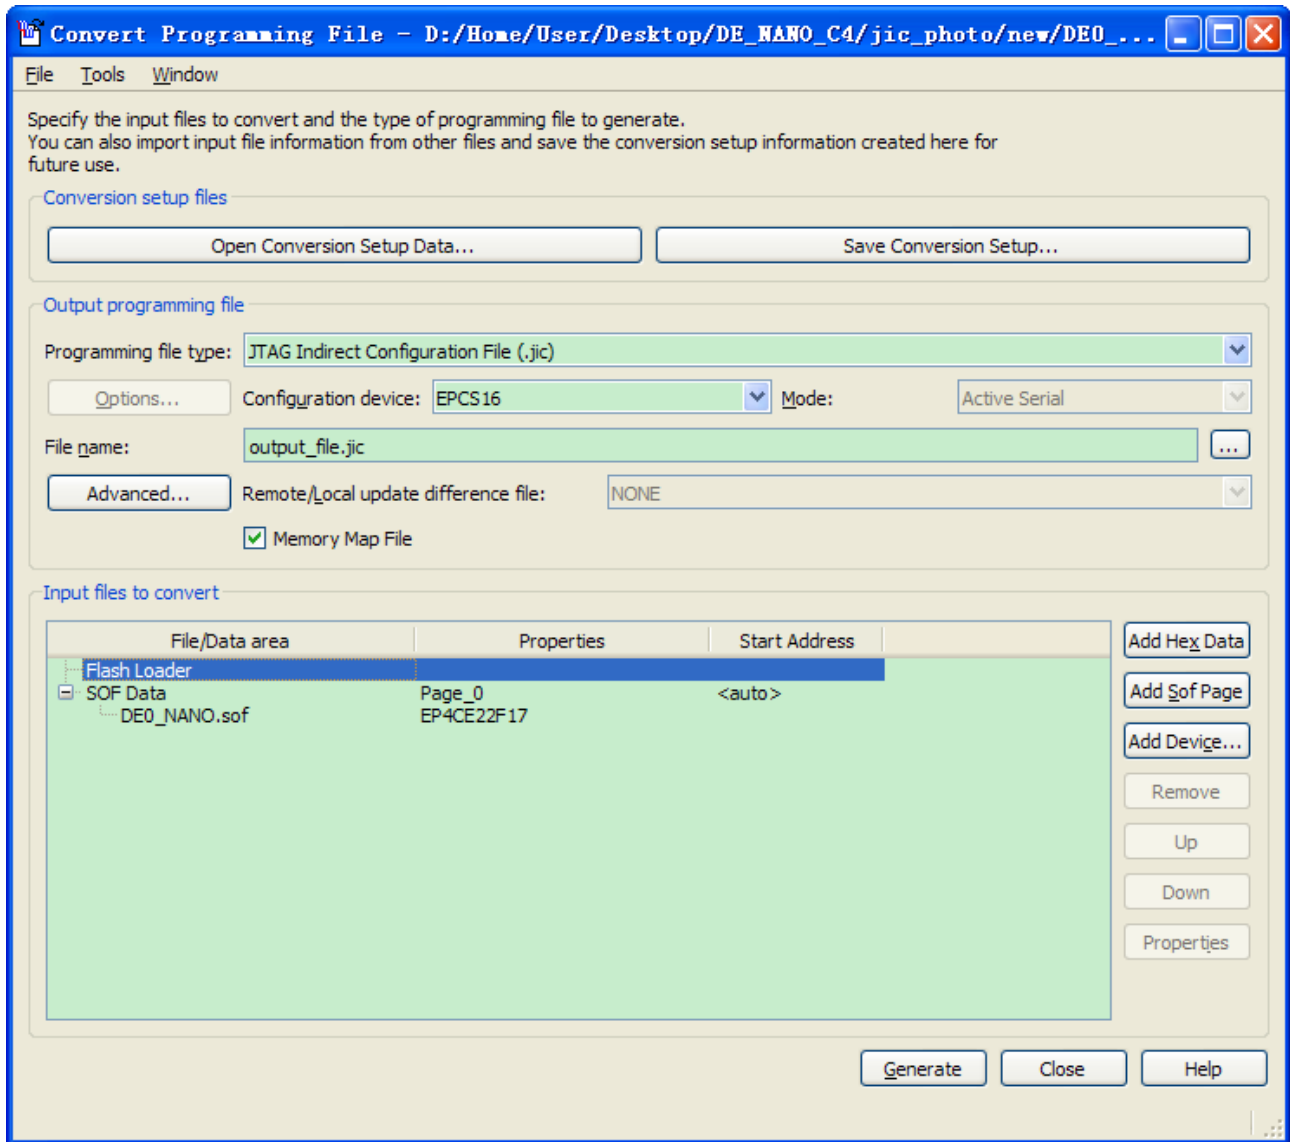 Convert Programming File - D:/Home/User/Desktop/DE_NANO_C4/jic_photo/new/DE0_...
File Tools Window
Specify the input files to convert and the type of programming file to generate.
You can also import input file information from other files and save the conversion setup information created here for
future use.
Conversion setup files
Open Conversion Setup Data... Save Conversion Setup...
Output programming file
Programming file type: JTAG Indirect Configuration File (.jic)
Options... Configuration device: EPCS16 Mode: Active Serial
File name: output_file.jic ...
Advanced... Remote/Local update difference file: NONE
Memory Map File
Input files to convert
File/Data area Properties Start Address Add Hex Data
Flash Loader
SOF Data Page_0 <auto> Add Sof Page
DE0_NANO.sof EP4CE22F17
Add Device...
Remove
Up
Down
Properties
Generate Close Help